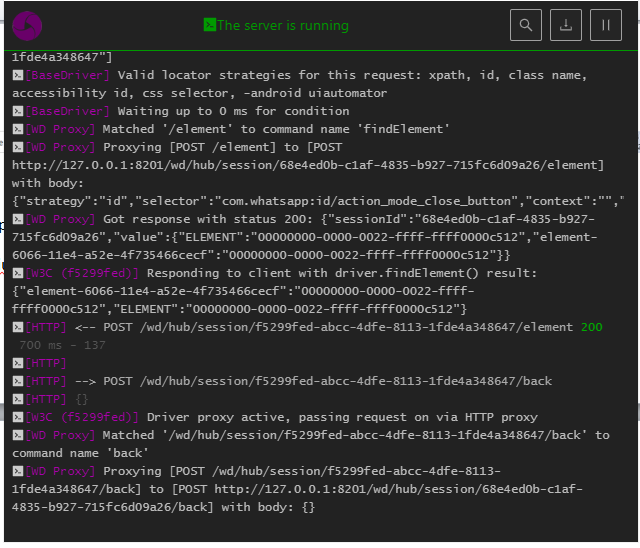 The server is running
1fde4a348647"]
[BaseDriver] Valid locator strategies for this request: xpath, id, class name,
accessibility id, css selector, -android uiautomator
[BaseDriver] Waiting up to 0 ms for condition
[WD Proxy] Matched '/element' to command name 'findElement'
[WD Proxy] Proxying [POST /element] to [POST
http://127.0.0.1:8201/wd/hub/session/68e4ed0b-c1af-4835-b927-715fc6d09a26/element]
with body:
{"strategy":"id","selector":"com.whatsapp:id/action_mode_close_button","context":"","
[WD Proxy] Got response with status 200: {"sessionId":"68e4ed0b-c1af-4835-b927-
715fc6d09a26","value":{"ELEMENT":"00000000-0000-0022-ffff-ffff0000c512","element-
6066-11e4-a52e-4f735466cecf":"00000000-0000-0022-ffff-ffff0000c512"}}
[W3C (f5299fed)] Responding to client with driver.findElement() result:
{"element-6066-11e4-a52e-4f735466cecf":"00000000-0000-0022-ffff-
ffff0000c512","ELEMENT":"00000000-0000-0022-ffff-ffff0000c512"}
[HTTP] <-- POST /wd/hub/session/f5299fed-abcc-4dfe-8113-1fde4a348647/element 200
700 ms - 137
[HTTP]
[HTTP] --> POST /wd/hub/session/f5299fed-abcc-4dfe-8113-1fde4a348647/back
[HTTP] {}
[W3C (f5299fed)] Driver proxy active, passing request on via HTTP proxy
[WD Proxy] Matched '/wd/hub/session/f5299fed-abcc-4dfe-8113-1fde4a348647/back' to
command name 'back'
[WD Proxy] Proxying [POST /wd/hub/session/f5299fed-abcc-4dfe-8113-
1fde4a348647/back] to [POST http://127.0.0.1:8201/wd/hub/session/68e4ed0b-c1af-
4835-b927-715fc6d09a26/back] with body: {}